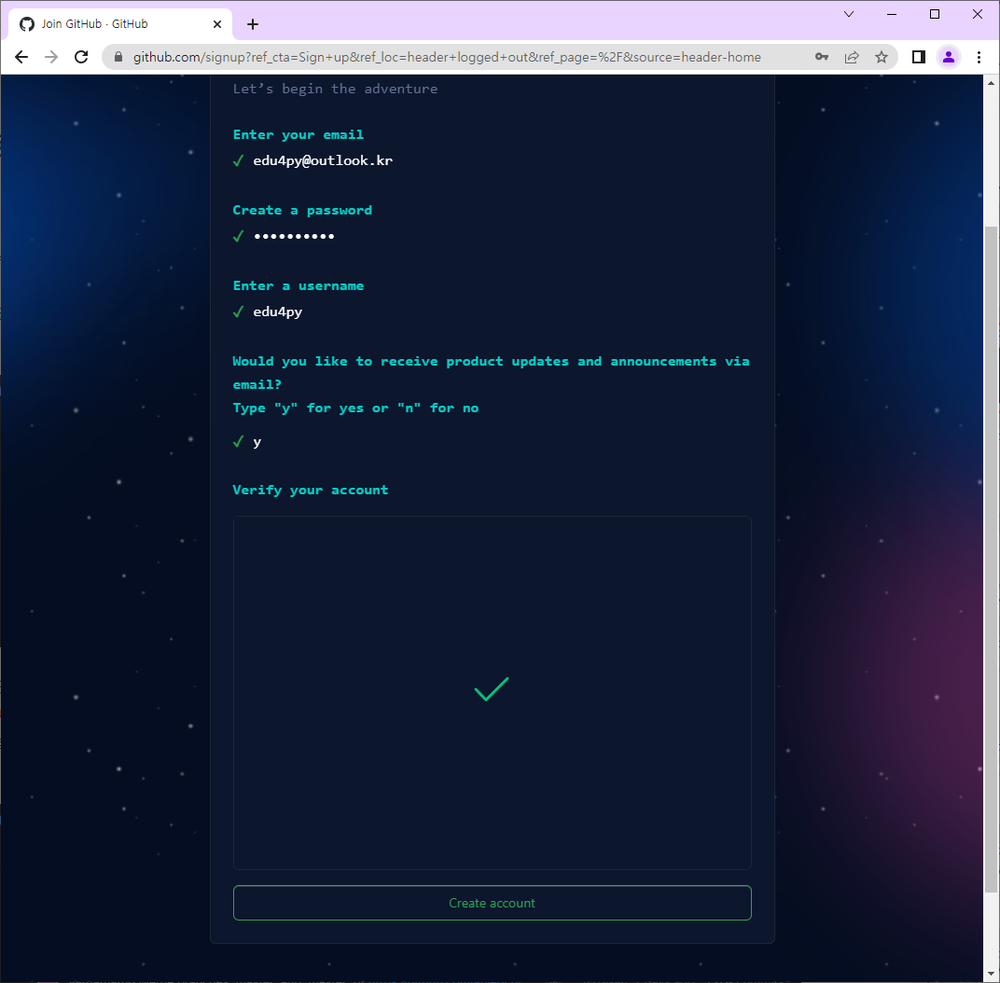 Join GitHub · GitHub
github.com/signup?ref_cta=Sign+up&ref_loc=header+logged+out&ref_page=%2F&source=header-home
Let’s begin the adventure
Enter your email
✓ edu4py@outlook.kr
Create a password
✓ ••••••••••
Enter a username
✓ edu4py
Would you like to receive product updates and announcements via
email?
Type "y" for yes or "n" for no
✓ y
Verify your account
Create account